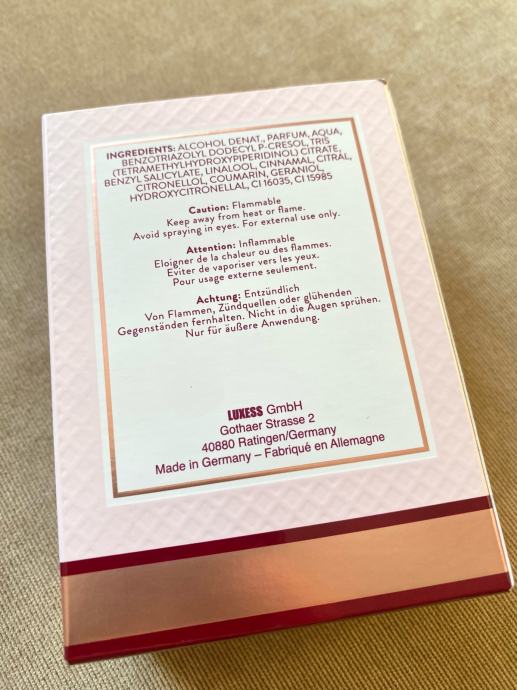 INGREDIENTS: ALCOHOL DENAT., PARFUM, AQUA,
BENZOTRIAZOLYL DODECYL P-CRESOL, TRIS
(TETRAMETHYLHYDROXYPIPERIDINOL) CITRATE,
BENZYL SALICYLATE, LINALOOL, CINNAMAL, CITRAL,
CITRONELLOL, COUMARIN, GERANIOL,
HYDROXYCITRONELLAL, CI 16035, CI 15985
Caution: Flammable
Keep away from heat or flame.
Avoid spraying in eyes. For external use only.
Attention: Inflammable
Eloigner de la chaleur ou des flammes.
Eviter de vaporiser vers les yeux.
Pour usage externe seulement.
Achtung: Entzündlich
Von Flammen, Zündquellen oder glühenden
Gegenständen fernhalten. Nicht in die Augen sprühen.
Nur für äußere Anwendung.
LUXESS GmbH
Gothaer Strasse 2
40880 Ratingen/Germany
Made in Germany – Fabriqué en Allemagne